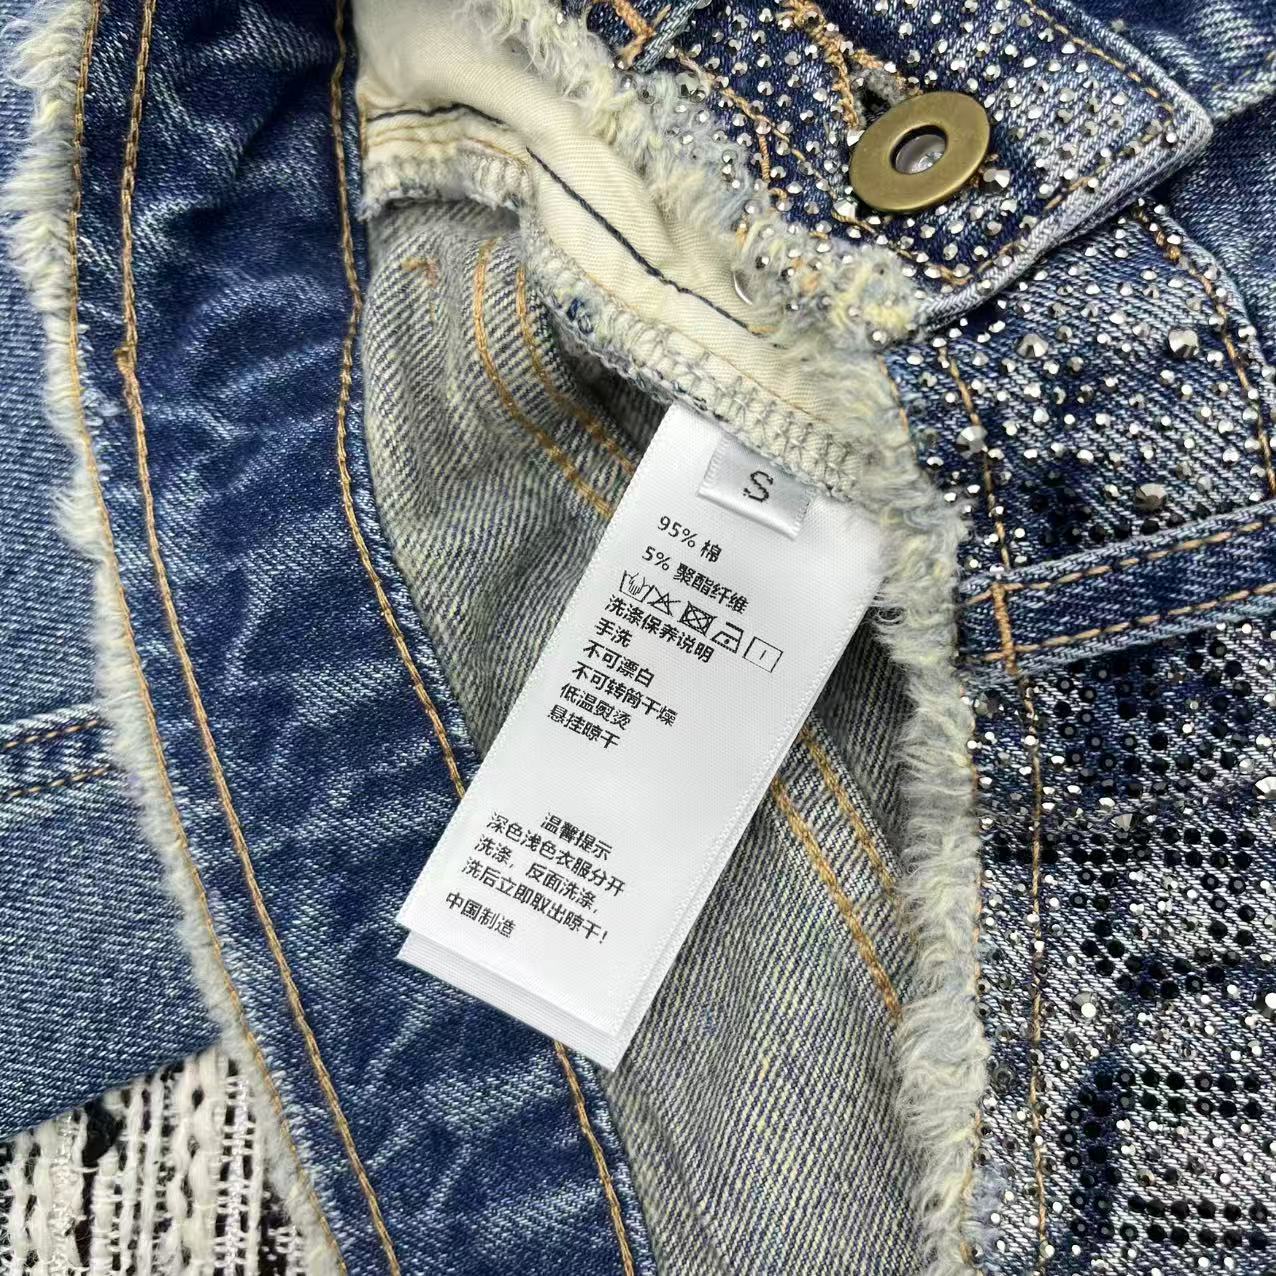 S
95% 棉
5% 聚酯纤维
洗涤保养说明
手洗
不可漂白
不可转筒干燥
低温熨烫
悬挂晾干
温馨提示
深色浅色衣服分开
洗涤，反面洗涤，
洗后立即取出晾干！
中国制造